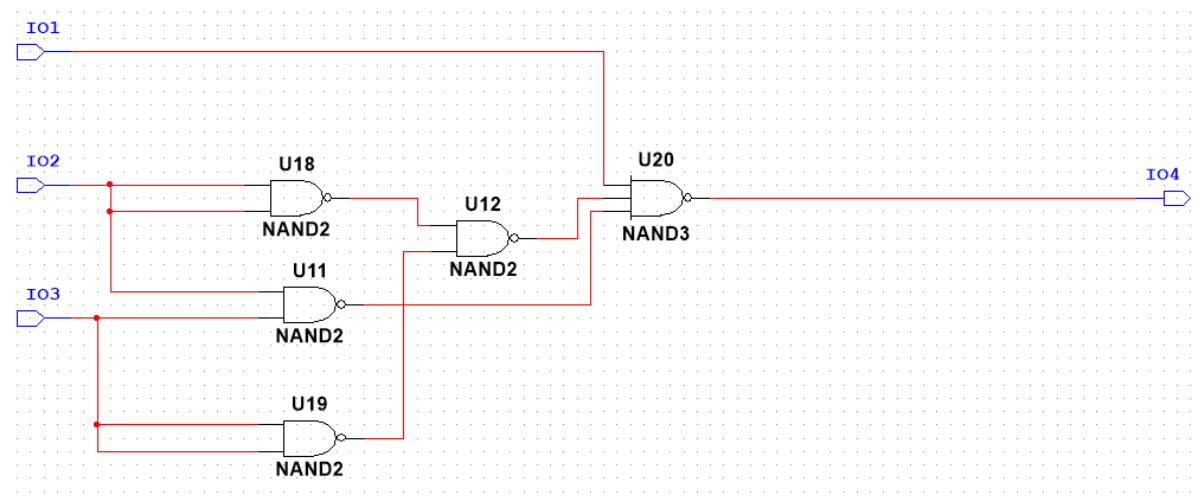 IO1
IO2
U18
NAND2
U12
NAND2
U20
NAND3
IO4
IO3
U11
NAND2
U19
NAND2